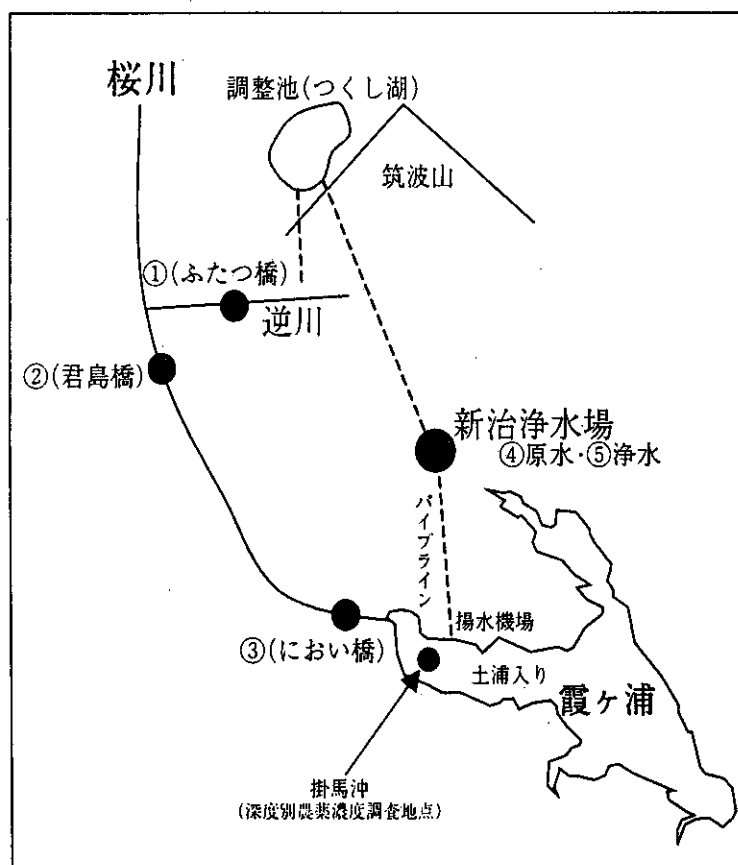 桜川
調整池(つくし湖)
筑波山
①(ふたつ橋)
逆川
②(君島橋)
新治浄水場
④原水・⑤浄水
パイプライン
揚水機場
③(におい橋)
土浦入り
霞ヶ浦
掛馬沖
(深度別農薬濃度調査地点)